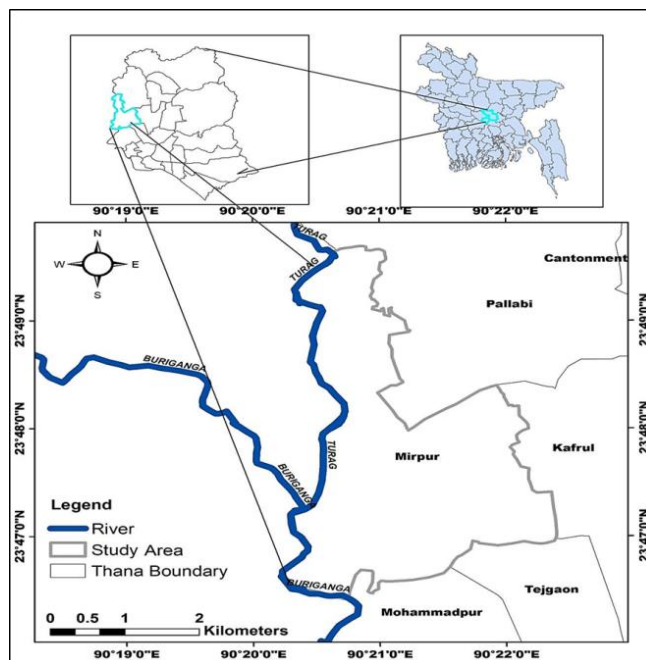 90°19'0"E 90°20'0"E 90°21'0"E 90°22'0"E
N
W E
S
TURAG
TURAG
Cantonment
Pallabi
23°49'0"N 23°49'0"N
BURIGANGA
23°48'0"N 23°48'0"N
TURAG
Mirpur
Kafrul
BURIGANGA
23°47'0"N 23°47'0"N
Legend
River
Study Area
Thana Boundary
BURIGANGA
Mohammadpur
Tejgaon
0 0.5 1 2
Kilometers
90°19'0"E 90°20'0"E 90°21'0"E 90°22'0"E